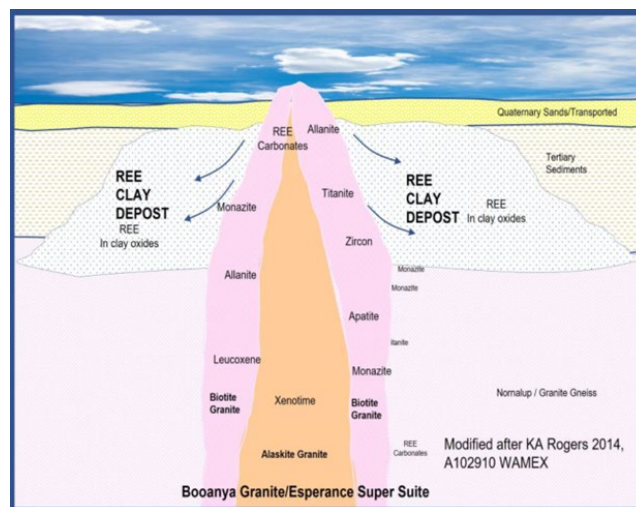 Quaternary Sands/Transported
REE
Carbonates
Allanite
Tertiary
Sediments
REE
CLAY
DEPOST
REE
In clay oxides
Monazite
Titanite
REE
CLAY
DEPOST
REE
In clay oxides
Zircon
Allanite
Monazite
Monazite
Apatite
itanite
Leucoxene
Monazite
Biotite
Granite
Xenotime
Biotite
Granite
Nornalup / Granite Gneiss
Alaskite Granite
REE
Carbonates
Modified after KA Rogers 2014,
A102910 WAMEX
Booanya Granite/Esperance Super Suite